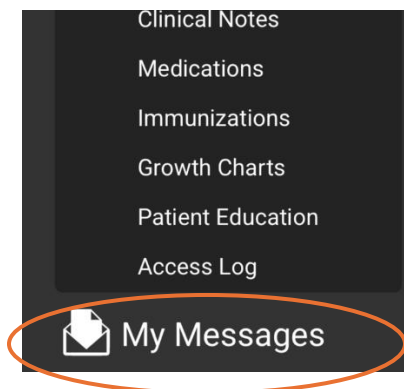 Clinical Notes
Medications
Immunizations
Growth Charts
Patient Education
Access Log
My Messages